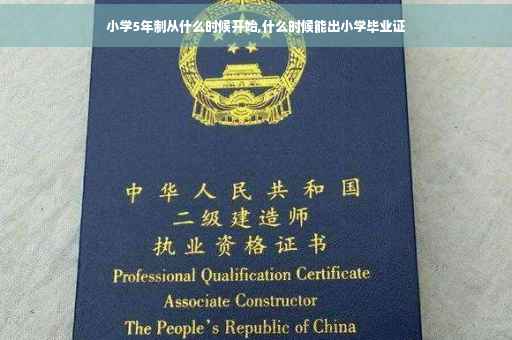 小学5年制从什么时候开始,什么时候能出小学毕业证
中华人民共和国
二级建造师
执业资格证书
Professional Qualification Certificate
Associate Constructor
The People's Republic of China